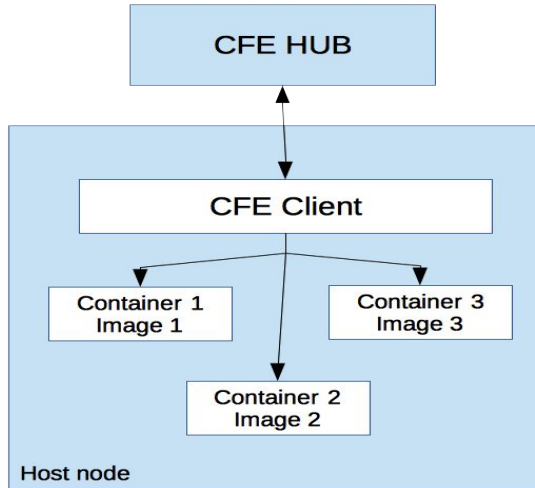 CFE HUB
CFE Client
Container 1
Image 1
Container 3
Image 3
Container 2
Image 2
Host node